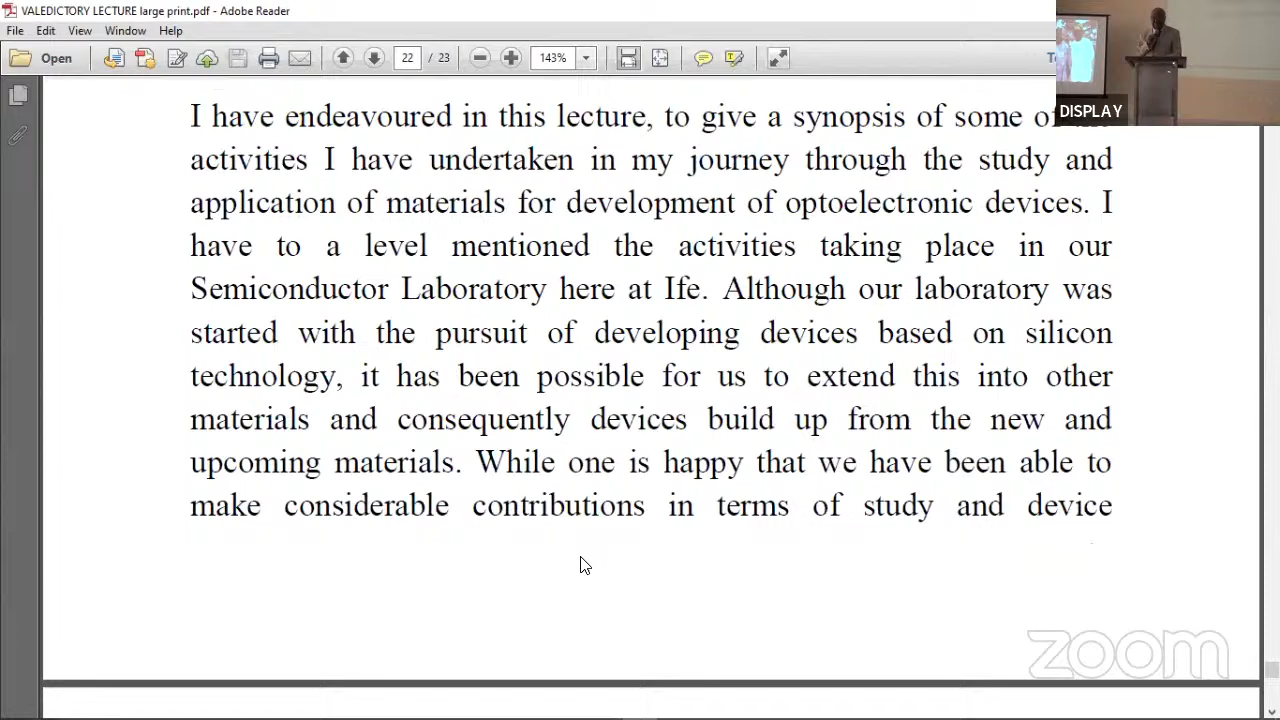 VALEDICTORY LECTURE large print.pdf - Adobe Reader
File Edit View Window Help
Open 22 / 23 143%
DISPLAY
I have endeavoured in this lecture, to give a synopsis of some of
activities I have undertaken in my journey through the study and
application of materials for development of optoelectronic devices. I
have to a level mentioned the activities taking place in our
Semiconductor Laboratory here at Ife. Although our laboratory was
started with the pursuit of developing devices based on silicon
technology, it has been possible for us to extend this into other
materials and consequently devices build up from the new and
upcoming materials. While one is happy that we have been able to
make considerable contributions in terms of study and device
zoom